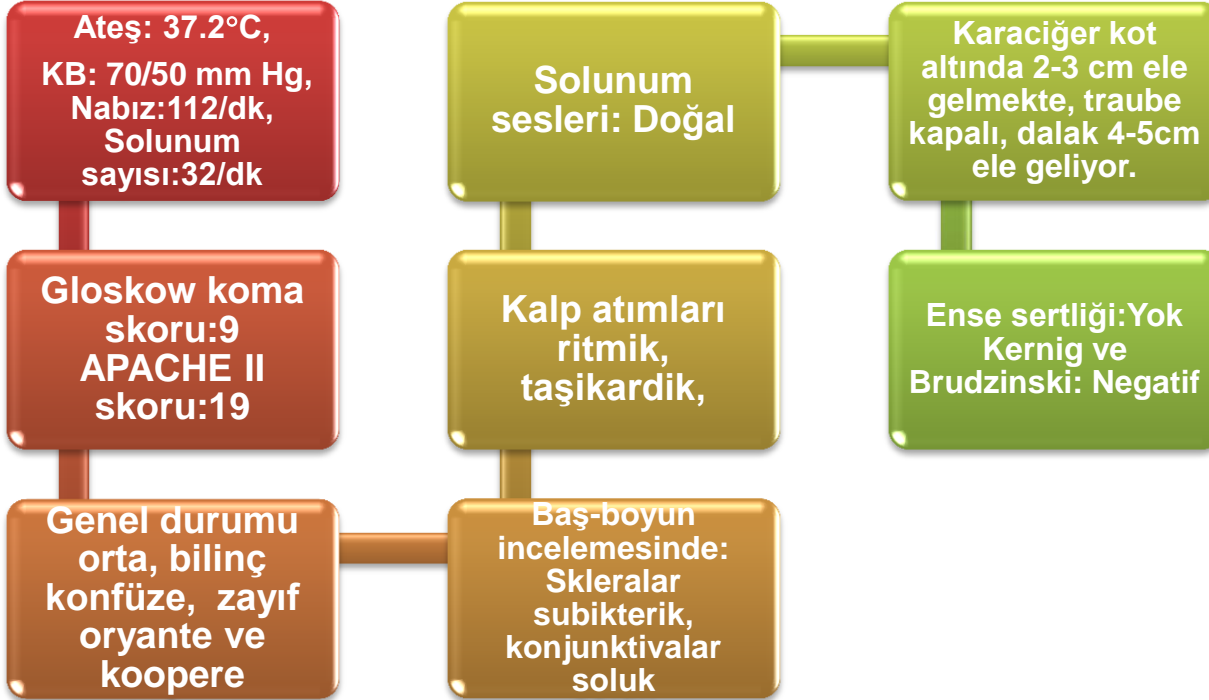 Ateş: 37.2°C,
KB: 70/50 mm Hg,
Nabız:112/dk,
Solunum
sayısı:32/dk
Gloskow koma
skoru:9
APACHE II
skoru:19
Genel durumu
orta, bilinç
konfüze, zayıf
oryante ve
koopere
Baş-boyun
incelemesinde:
Skleralar
subikterik,
konjunktivalar
soluk
Kalp atımları
ritmik,
taşikardik,
Solunum
sesleri: Doğal
Karaciğer kot
altında 2-3 cm ele
gelmekte, traube
kapalı, dalak 4-5cm
ele geliyor.
Ense sertliği:Yok
Kernig ve
Brudzinski: Negatif